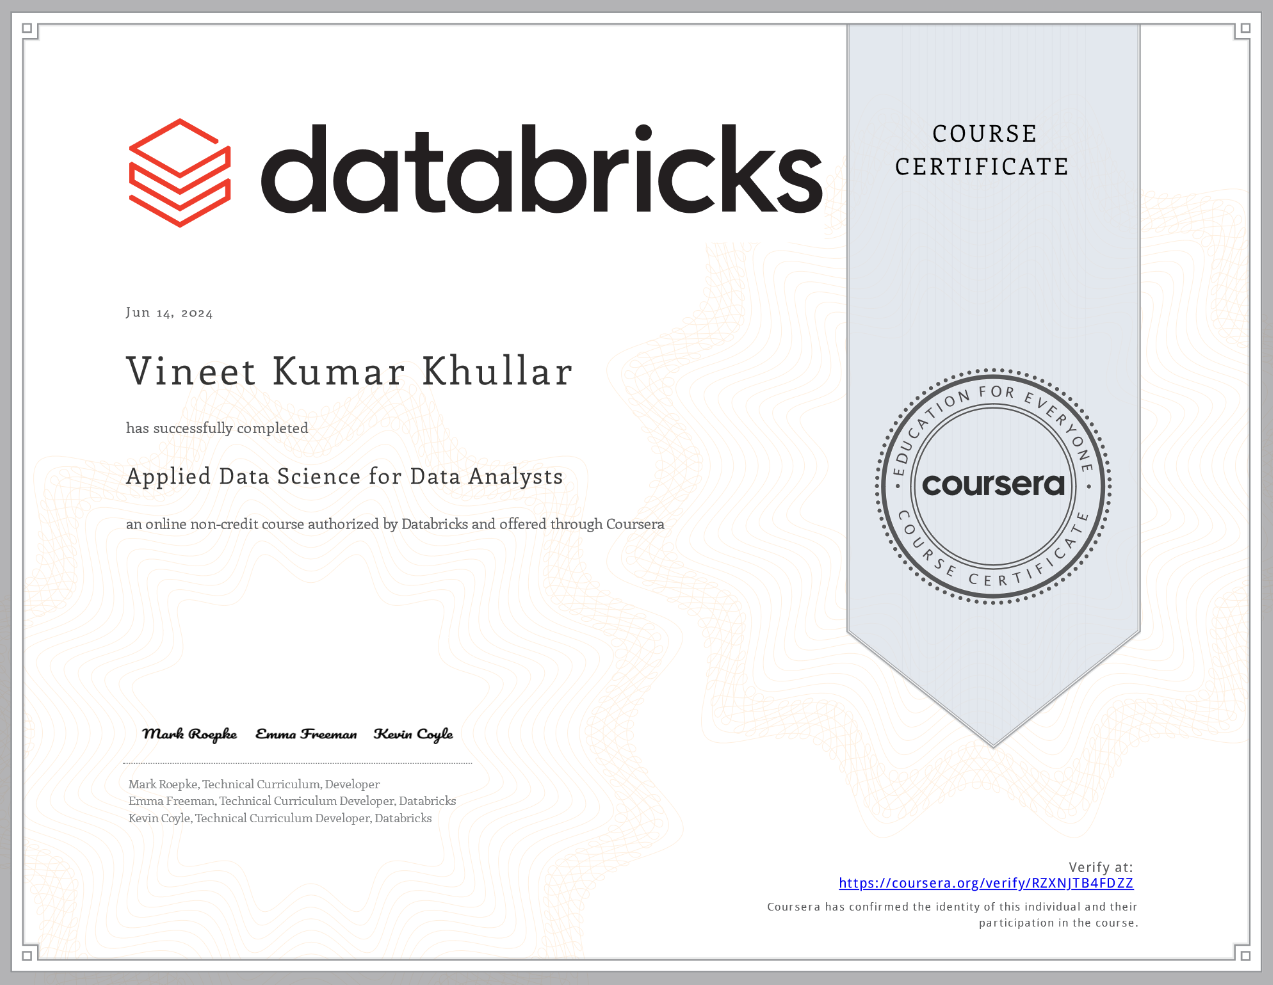 databricks
COURSE
CERTIFICATE
Jun 14, 2024
Vineet Kumar Khullar
has successfully completed
Applied Data Science for Data Analysts
an online non-credit course authorized by Databricks and offered through Coursera
EDUCATION FOR EVERYONE
coursera
COURSE CERTIFICATE
Mark Roepke Emma Freeman Kevin Coyle
Mark Roepke, Technical Curriculum, Developer
Emma Freeman, Technical Curriculum Developer, Databricks
Kevin Coyle, Technical Curriculum Developer, Databricks
Verify at:
https://coursera.org/verify/RZXNJTB4FDZZ
Coursera has confirmed the identity of this individual and their
participation in the course.